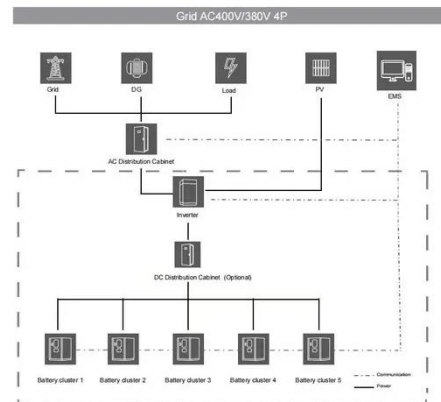 Grid AC400V/380V 4P
Grid
DG
Load
PV
EMS
AC Distribution Cabinet
Inverter
DC Distribution Cabinet (Optional)
Battery cluster 1
Battery cluster 2
Battery cluster 3
Battery cluster 4
Battery cluster 5
Communication
Power